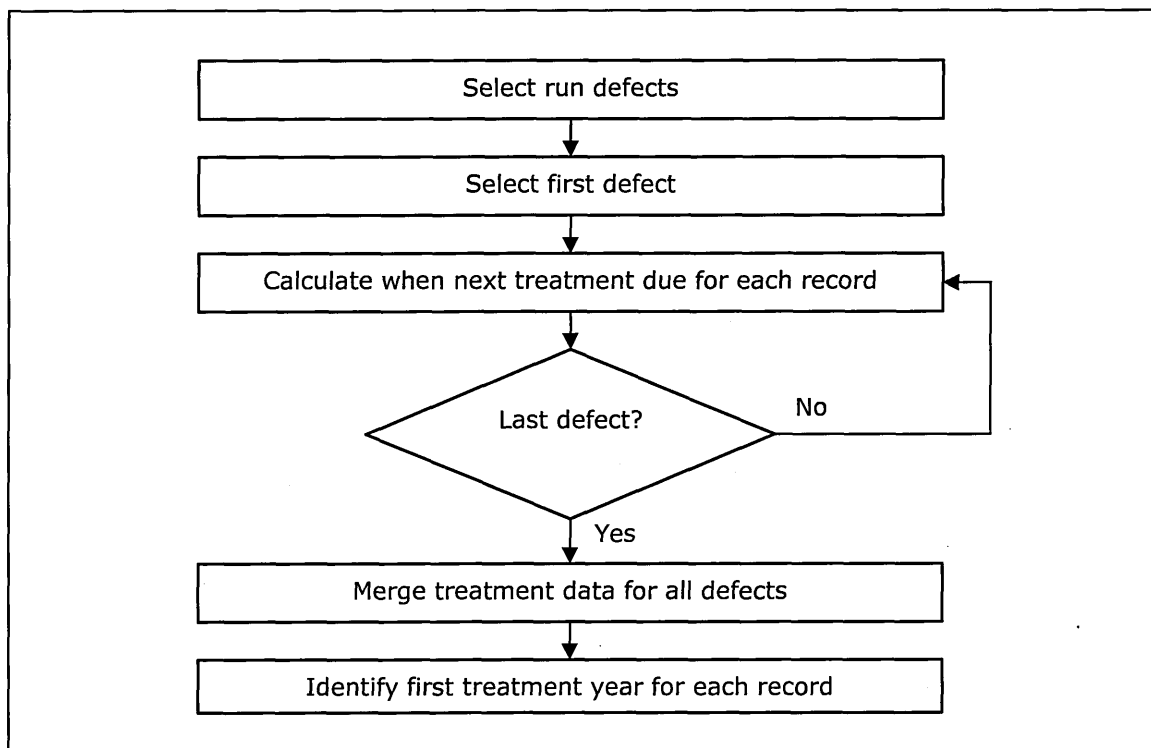 Select run defects
Select first defect
Calculate when next treatment due for each record
Last defect?
No
Yes
Merge treatment data for all defects
Identify first treatment year for each record